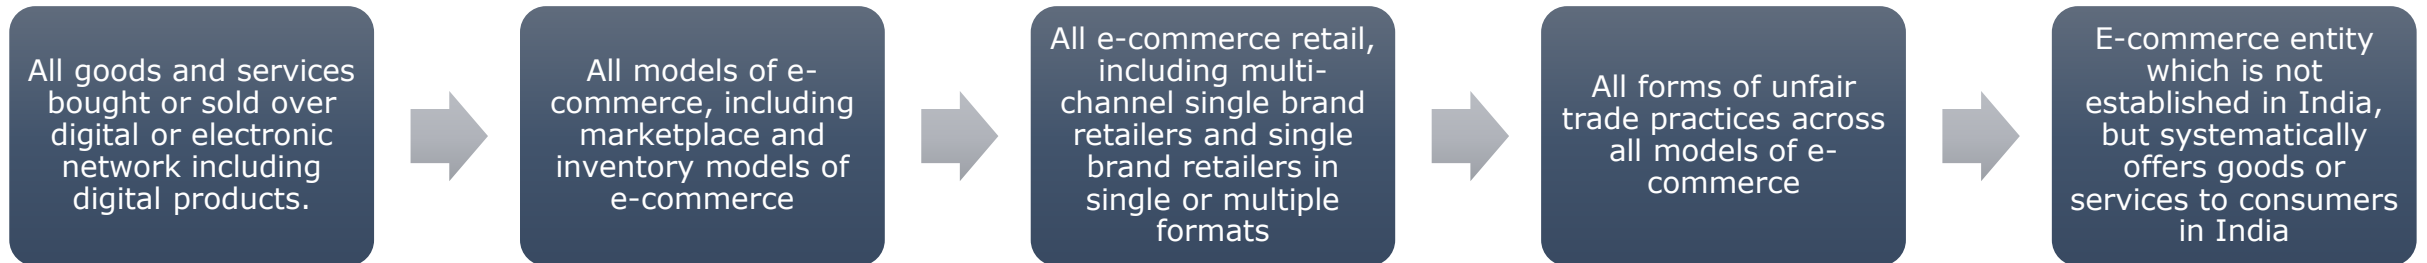 All goods and services
bought or sold over
digital or electronic
network including
digital products.
All models of e-
commerce, including
marketplace and
inventory models of
e-commerce
All e-commerce retail,
including multi-
channel single brand
retailers and single
brand retailers in
single or multiple
formats
All forms of unfair
trade practices across
all models of e-
commerce
E-commerce entity
which is not
established in India,
but systematically
offers goods or
services to consumers
in India